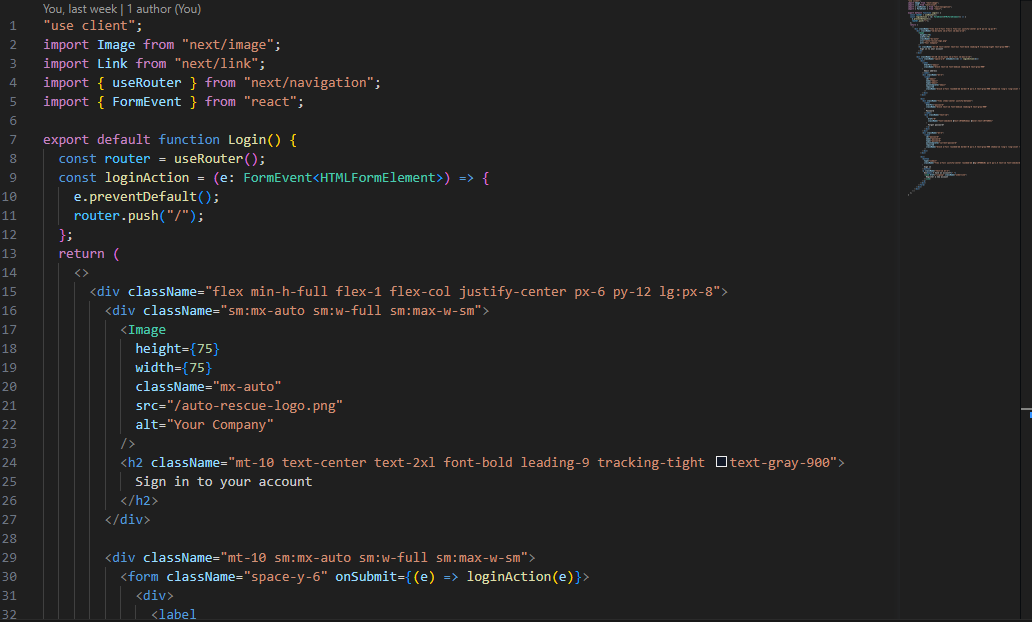 You, last week | 1 author (You)
1 "use client";
2 import Image from "next/image";
3 import Link from "next/link";
4 import { useRouter } from "next/navigation";
5 import { FormEvent } from "react";
6
7 export default function Login() {
8 const router = useRouter();
9 const loginAction = (e: FormEvent<HTMLFormElement>) => {
10 e.preventDefault();
11 router.push("/");
12 };
13 return (
14 <>
15 <div className="flex min-h-full flex-1 flex-col justify-center px-6 py-12 lg:px-8">
16 <div className="sm:mx-auto sm:w-full sm:max-w-sm">
17 <Image
18 height={75}
19 width={75}
20 className="mx-auto"
21 src="/auto-rescue-logo.png"
22 alt="Your Company"
23 />
24 <h2 className="mt-10 text-center text-2xl font-bold leading-9 tracking-tight text-gray-900">
25 Sign in to your account
26 </h2>
27 </div>
28
29 <div className="mt-10 sm:mx-auto sm:w-full sm:max-w-sm">
30 <form className="space-y-6" onSubmit={(e) => loginAction(e)}>
31 <div>
32 <label